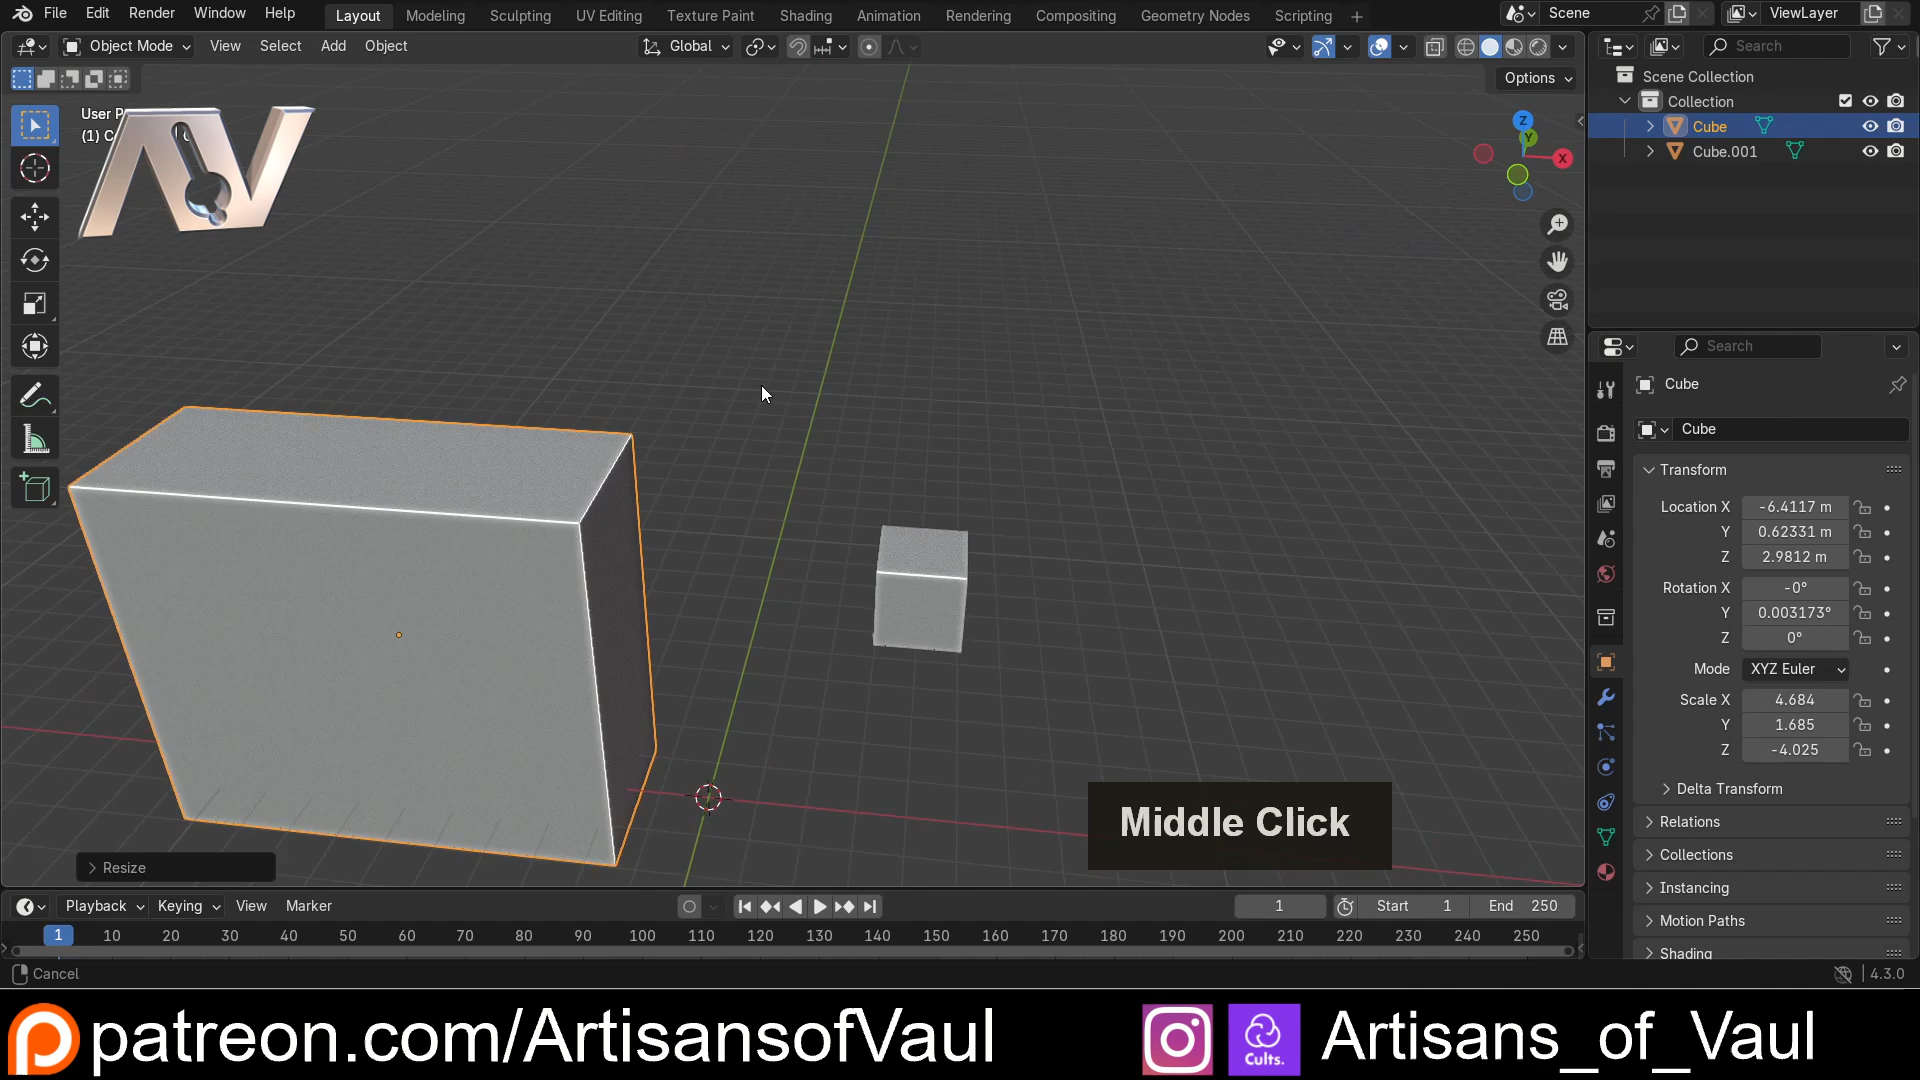 File Edit Render Window Help Layout Modeling Sculpting UV Editing Texture Paint Shading Animation Rendering Compositing Geometry Nodes Scripting Scene ViewLayer
Object Mode View Select Add Object Global Search
Options
Scene Collection
Collection
Cube
Cube.001
User P
(1) C
Z
Y
X
Search
Cube
Cube
Transform
Location X -6.4117 m
Y 0.62331 m
Z 2.9812 m
Rotation X -0°
Y 0.003173°
Z 0°
Mode XYZ Euler
Scale X 4.684
Y 1.685
Z -4.025
Delta Transform
Relations
Collections
Instancing
Motion Paths
Shading
Middle Click
Resize
Playback Keying View Marker 1 Start 1 End 250
1 10 20 30 40 50 60 70 80 90 100 110 120 130 140 150 160 170 180 190 200 210 220 230 240 250
Cancel 4.3.0
patreon.com/ArtisansofVaul Cults. Artisans_of_Vaul